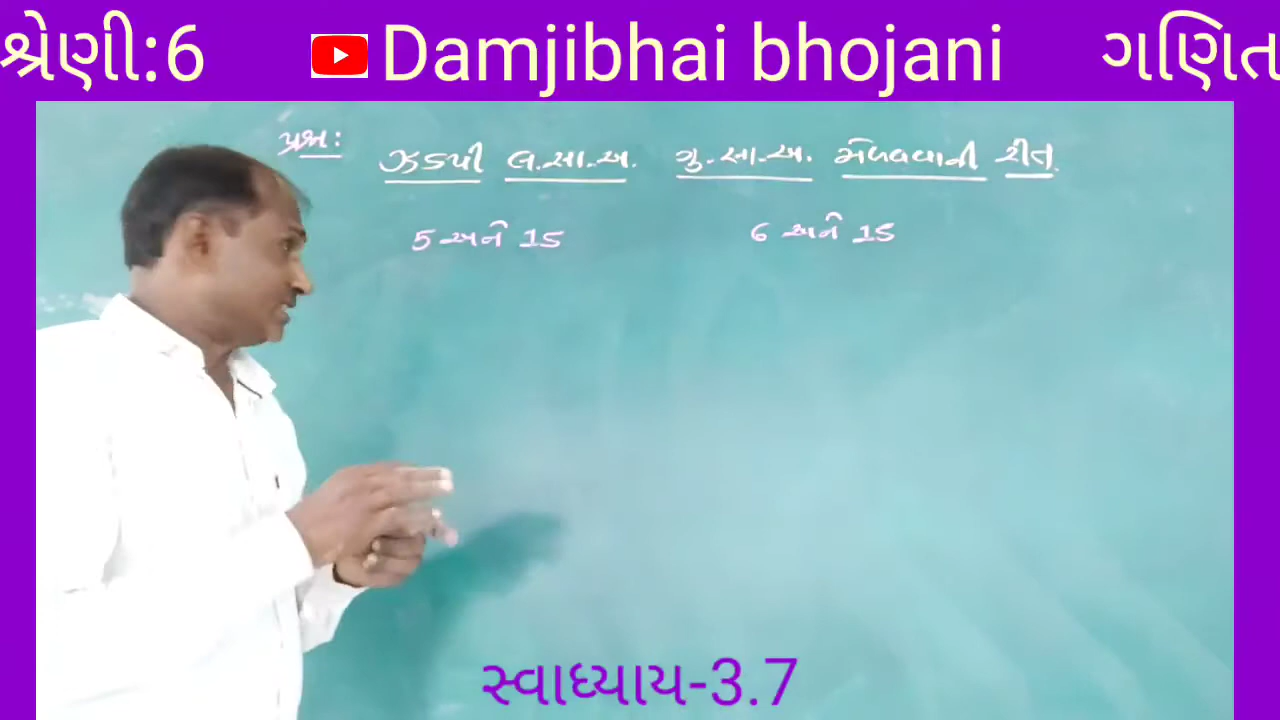 શ્રેણી:6 Damjibhai bhojani ગણિત
પ્રશ્ન:
ઝડપી લ.સા.અ. ગુ.સા.અ. મેળવવાની રીત.
5 અને 15 6 અને 15
સ્વાધ્યાય-3.7